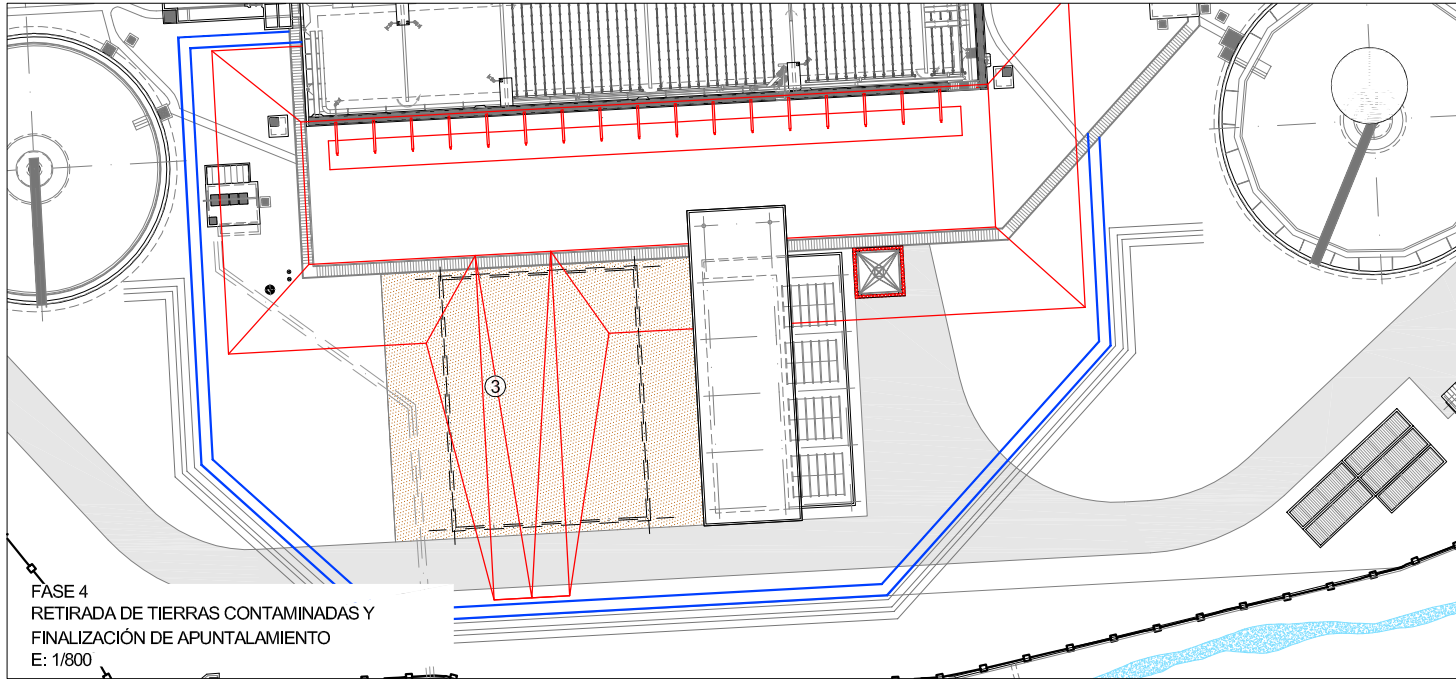 3
FASE 4
RETIRADA DE TIERRAS CONTAMINADAS Y
FINALIZACIÓN DE APUNTALAMIENTO
E: 1/800